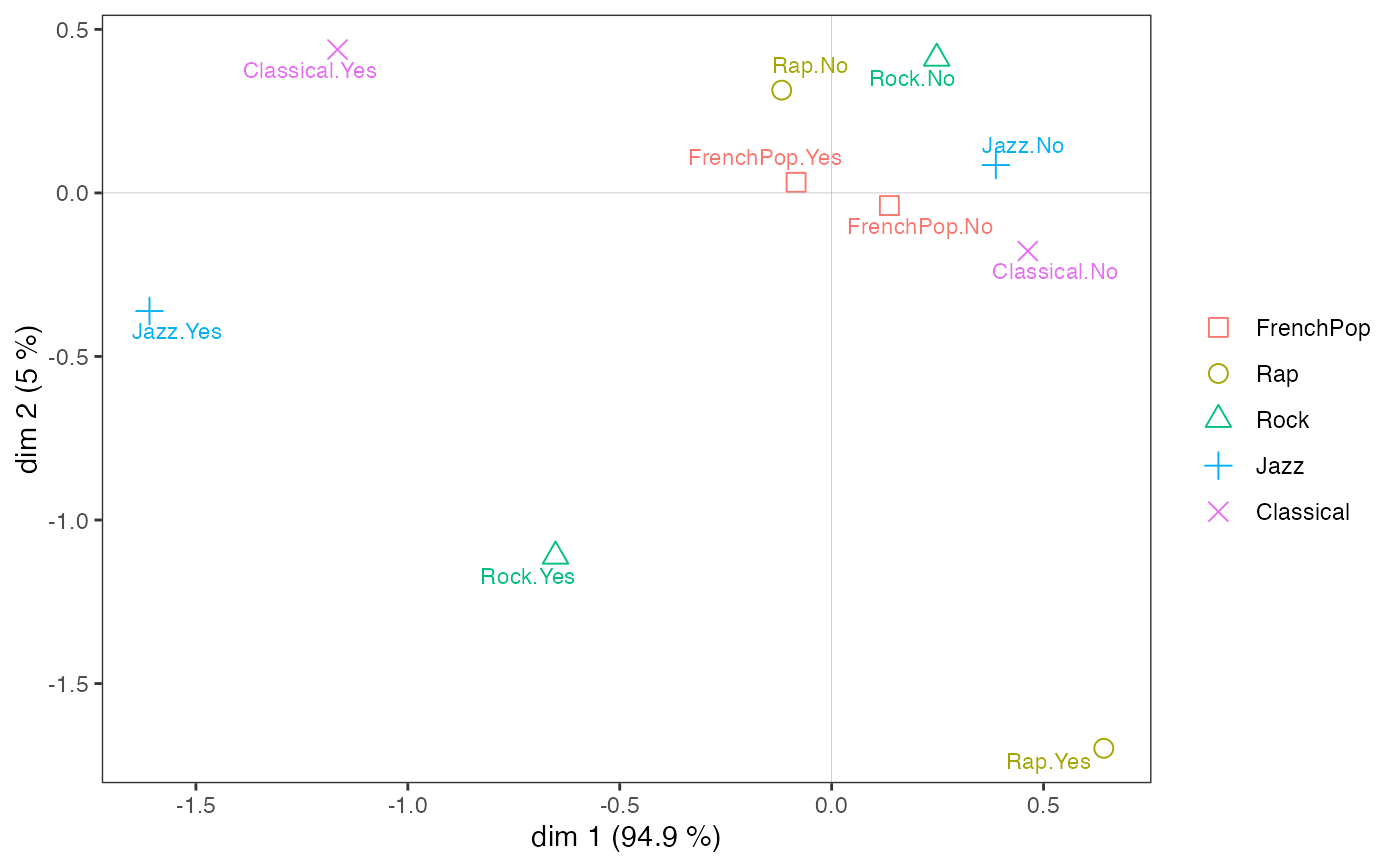 0.5
0.0
-0.5
-1.0
-1.5
dim 2 (5 %)
Classical.Yes
Rap.No
Rock.No
Jazz.No
FrenchPop.Yes
FrenchPop.No
Classical.No
Jazz.Yes
Rock.Yes
Rap.Yes
-1.5 -1.0 -0.5 0.0 0.5
dim 1 (94.9 %)
FrenchPop
Rap
Rock
Jazz
Classical